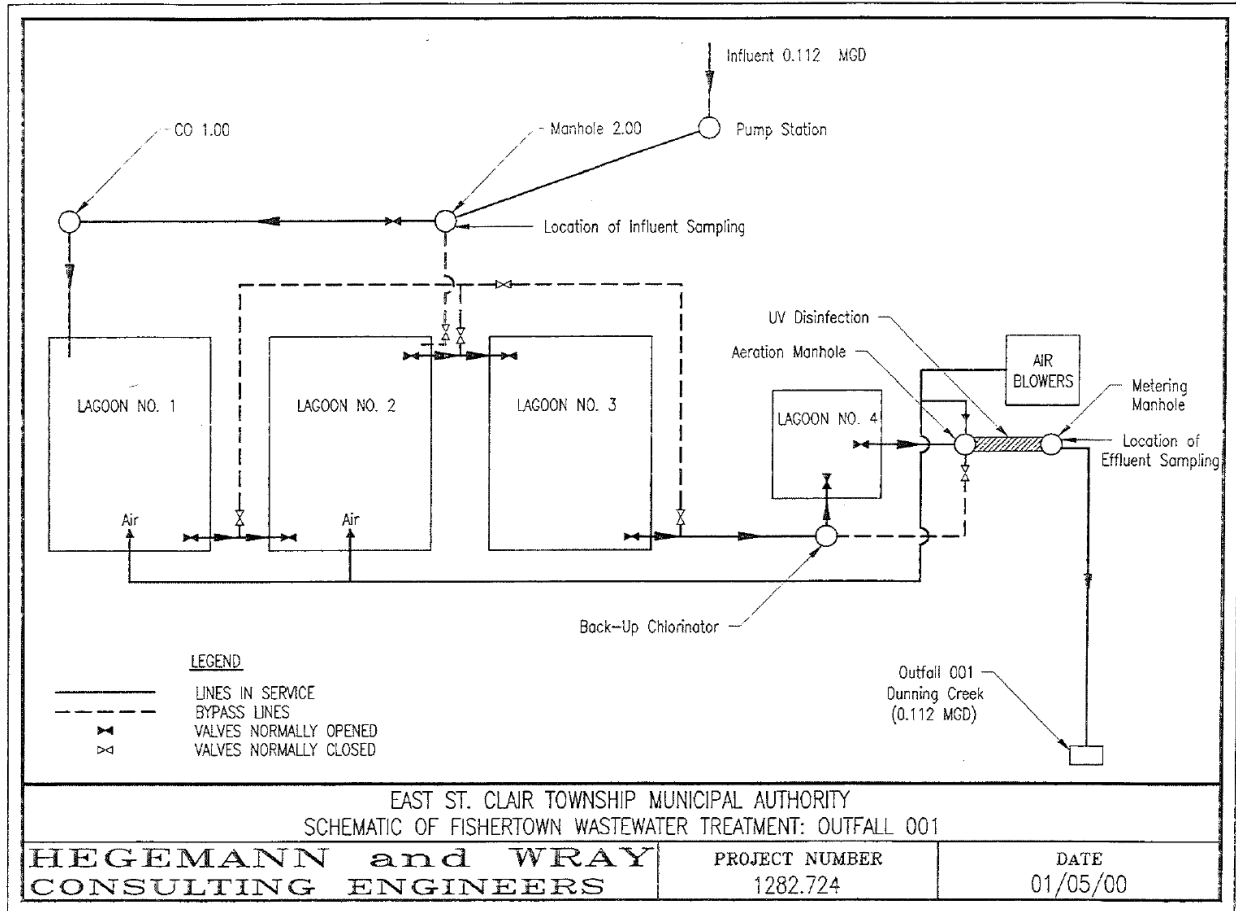 Influent 0.112 MGD
CO 1.00
Manhole 2.00
Pump Station
Location of Influent Sampling
UV Disinfection
Aeration Manhole
AIR
BLOWERS
Metering
Manhole
LAGOON NO. 1
LAGOON NO. 2
LAGOON NO. 3
LAGOON NO. 4
Location of
Effluent Sampling
Air
Air
Back-Up Chlorinator
LEGEND
LINES IN SERVICE
BYPASS LINES
VALVES NORMALLY OPENED
VALVES NORMALLY CLOSED
Outfall 001
Dunning Creek
(0.112 MGD)
EAST ST. CLAIR TOWNSHIP MUNICIPAL AUTHORITY
SCHEMATIC OF FISHERTOWN WASTEWATER TREATMENT: OUTFALL 001
HEGEMANN and WRAY
CONSULTING ENGINEERS
PROJECT NUMBER
1282.724
DATE
01/05/00